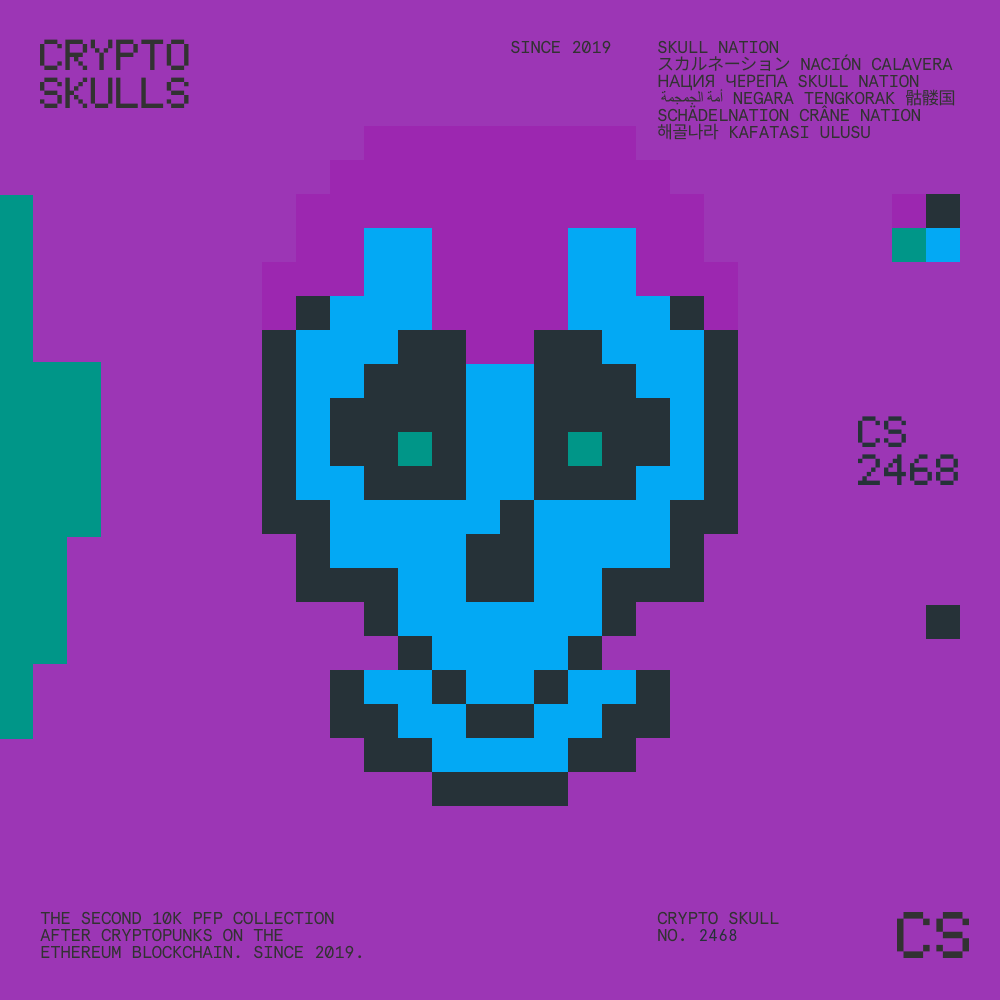 CRYPTO
SKULLS
SINCE 2019
SKULL NATION
スカルネーション NACIÓN CALAVERA
НАЦИЯ ЧЕРЕПА SKULL NATION
أمة الجمجمة NEGARA TENGKORAK 骷髅国
SCHÄDELNATION CRÂNE NATION
해골나라 KAFATASI ULUSU
CS
2468
THE SECOND 10K PFP COLLECTION
AFTER CRYPTOPUNKS ON THE
ETHEREUM BLOCKCHAIN. SINCE 2019.
CRYPTO SKULL
NO. 2468
CS